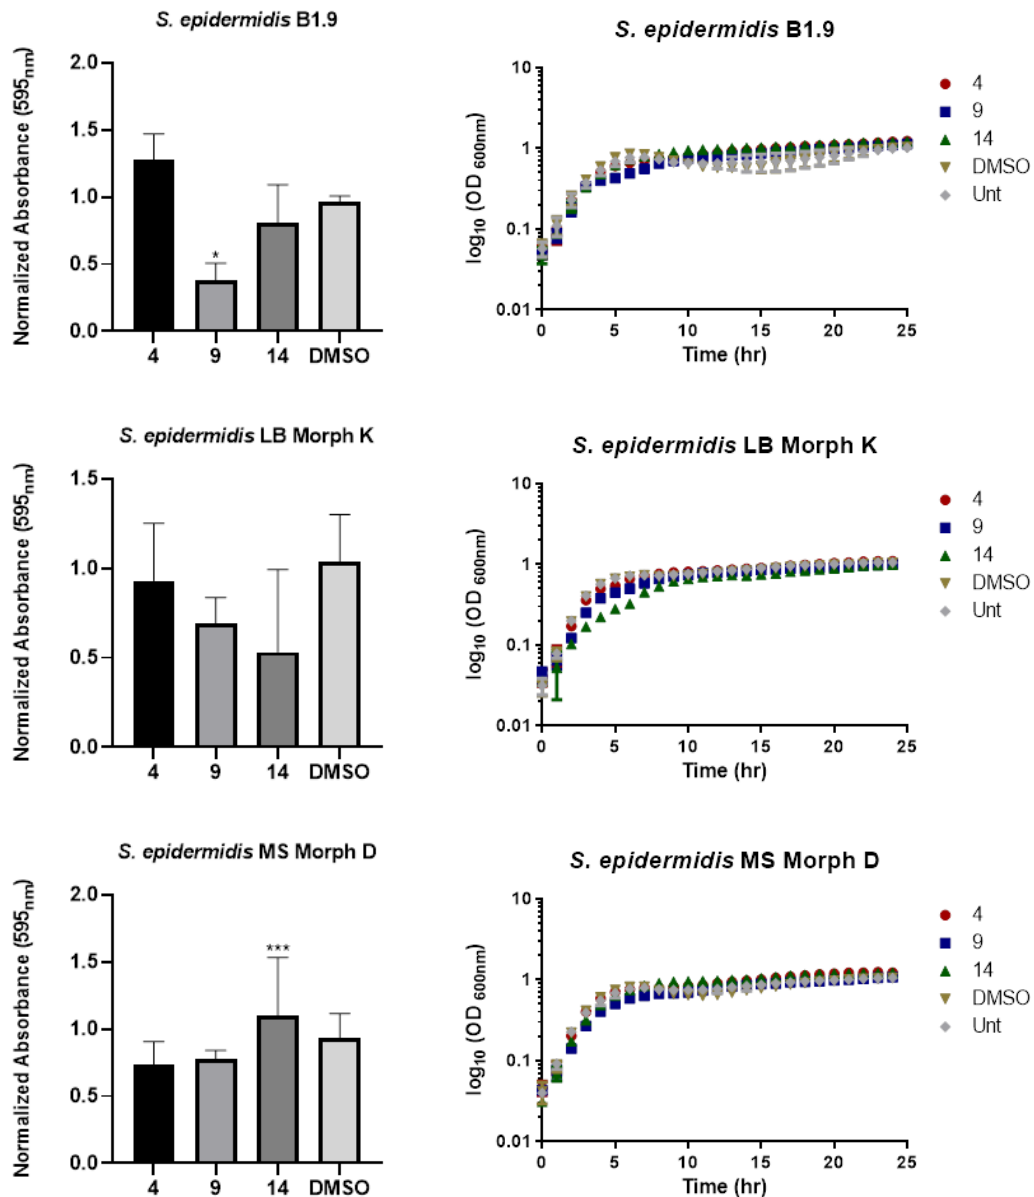 S. epidermidis B1.9
Normalized Absorbance (595nm)
2.0
1.5
1.0
0.5
0.0
*
4 9 14 DMSO
S. epidermidis B1.9
log10 (OD 600nm)
10
1
0.1
0.01
0 5 10 15 20 25
Time (hr)
4
9
14
DMSO
Unt
S. epidermidis LB Morph K
Normalized Absorbance (595nm)
1.5
1.0
0.5
0.0
4 9 14 DMSO
S. epidermidis LB Morph K
log10 (OD 600nm)
10
1
0.1
0.01
0 5 10 15 20 25
Time (hr)
4
9
14
DMSO
Unt
S. epidermidis MS Morph D
Normalized Absorbance (595nm)
2.0
1.5
1.0
0.5
0.0
***
4 9 14 DMSO
S. epidermidis MS Morph D
log10 (OD 600nm)
10
1
0.1
0.01
0 5 10 15 20 25
Time (hr)
4
9
14
DMSO
Unt